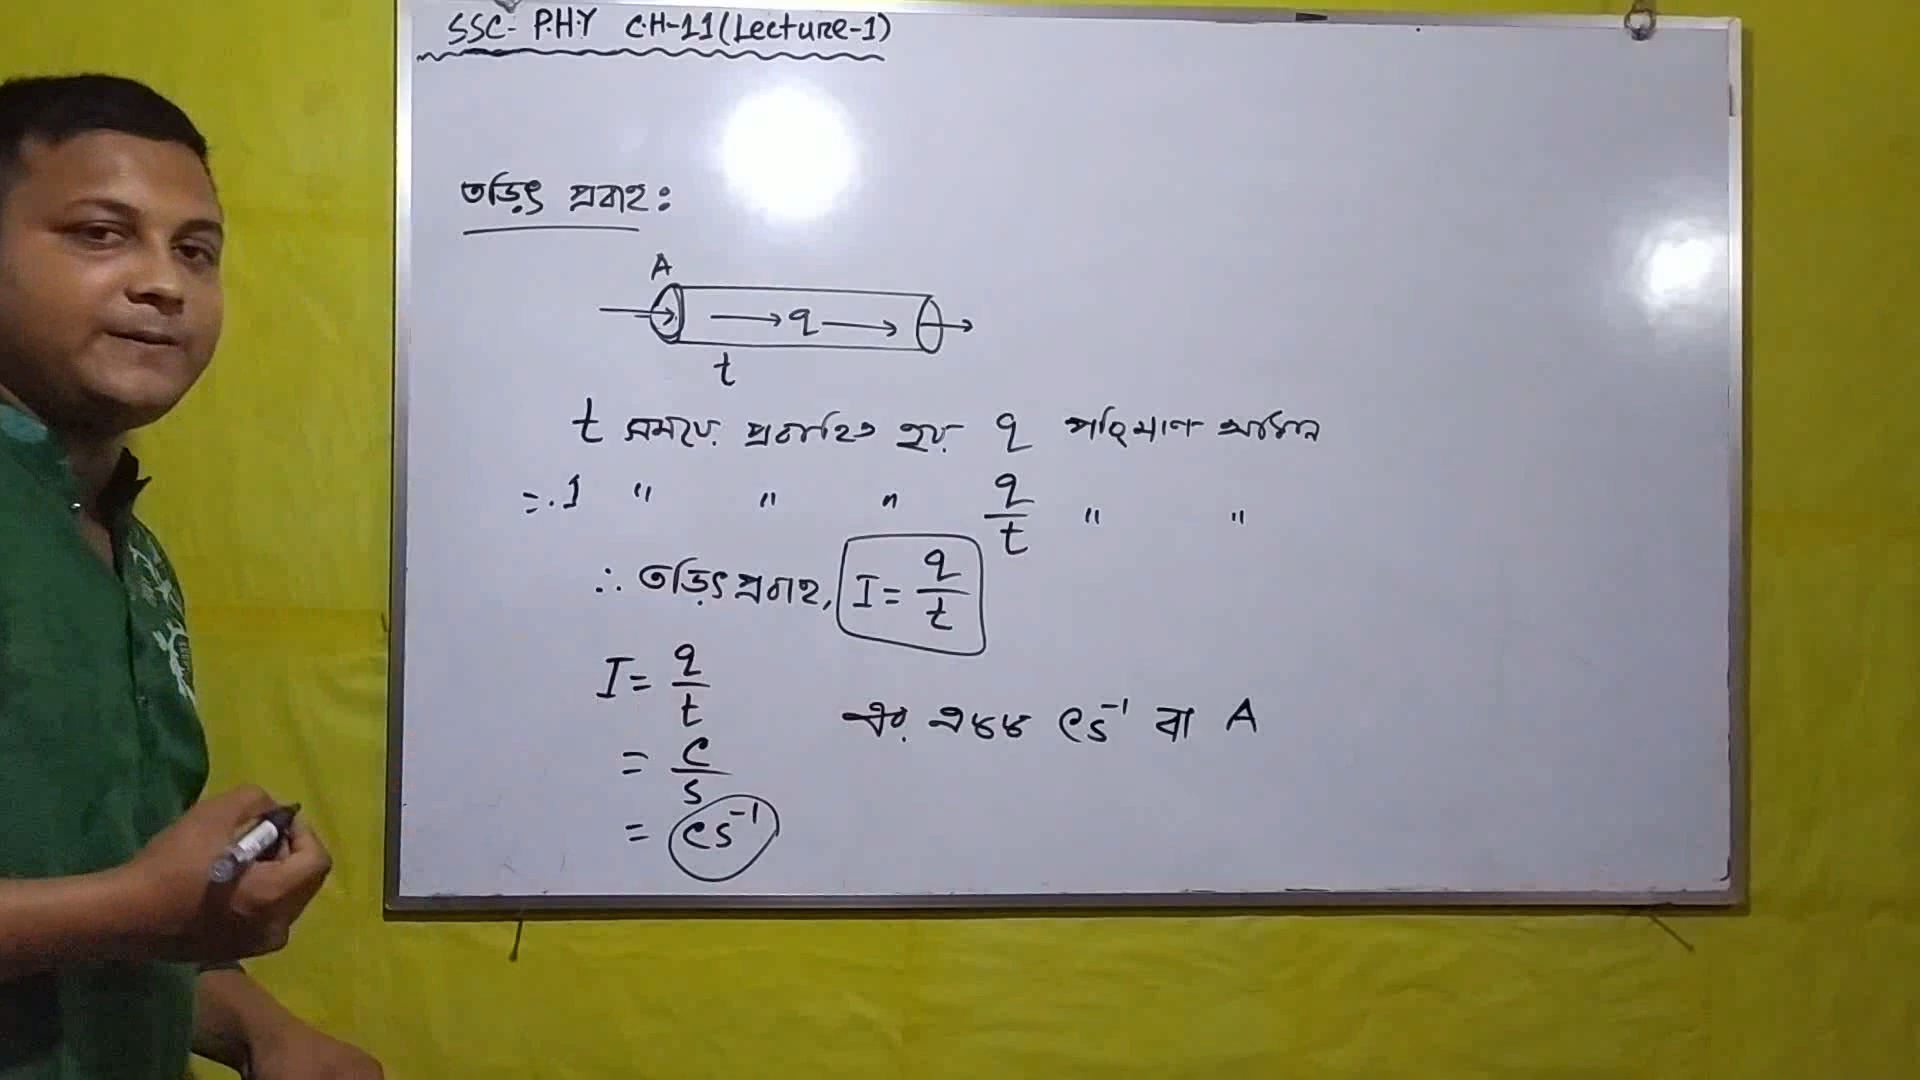 SSC- PHY CH-11(Lecture-1)
তড়িৎ প্রবাহ:
A
q
t
t সময়ে প্রবাহিত হয় q পরিমাণ আধান
∴ 1 " " " q/t " "
∴ তড়িৎ প্রবাহ, I = q/t
I = q/t
= C/s
এর একক Cs⁻¹ বা A
= Cs⁻¹